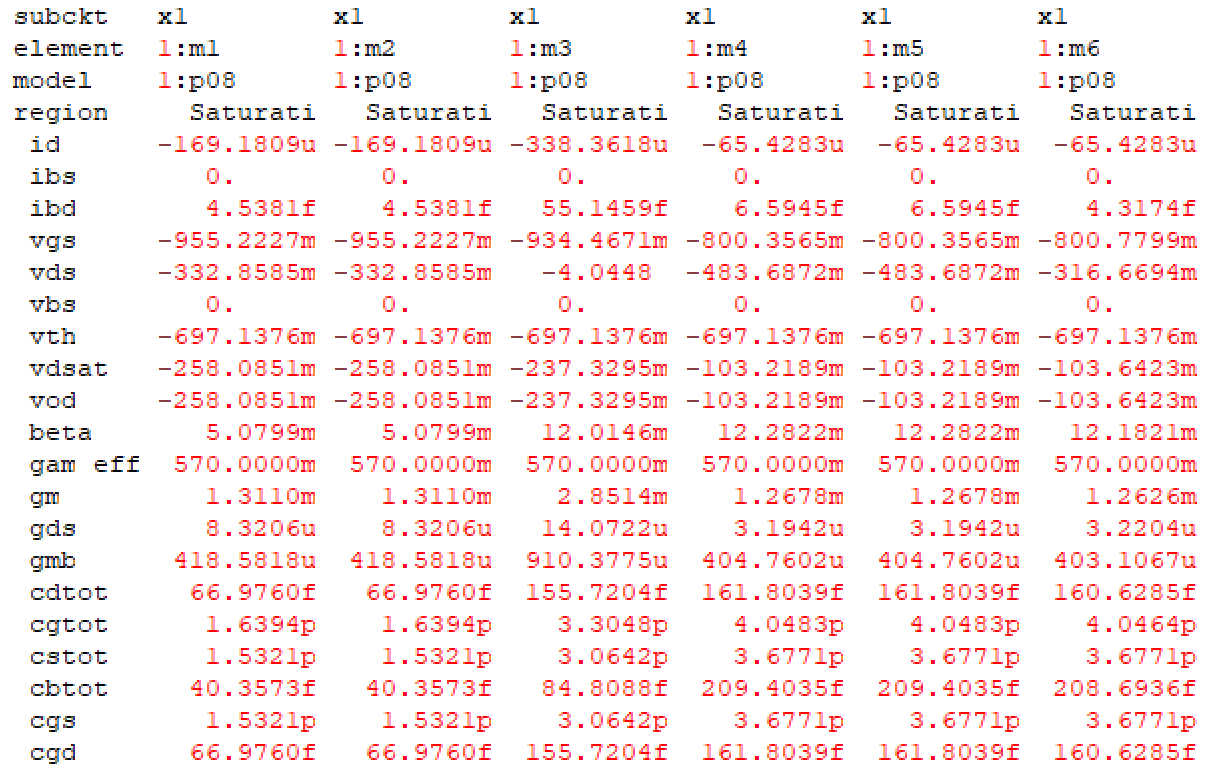 subckt xl xl xl xl xl xl
element 1:m1 1:m2 1:m3 1:m4 1:m5 1:m6
model 1:p08 1:p08 1:p08 1:p08 1:p08 1:p08
region Saturati Saturati Saturati Saturati Saturati Saturati
id -169.1809u -169.1809u -338.3618u -65.4283u -65.4283u -65.4283u
ibs 0. 0. 0. 0. 0. 0.
ibd 4.5381f 4.5381f 55.1459f 6.5945f 6.5945f 4.3174f
vgs -955.2227m -955.2227m -934.4671m -800.3565m -800.3565m -800.7799m
vds -332.8585m -332.8585m -4.0448 -483.6872m -483.6872m -316.6694m
vbs 0. 0. 0. 0. 0. 0.
vth -697.1376m -697.1376m -697.1376m -697.1376m -697.1376m -697.1376m
vdsat -258.0851m -258.0851m -237.3295m -103.2189m -103.2189m -103.6423m
vod -258.0851m -258.0851m -237.3295m -103.2189m -103.2189m -103.6423m
beta 5.0799m 5.0799m 12.0146m 12.2822m 12.2822m 12.1821m
gam eff 570.0000m 570.0000m 570.0000m 570.0000m 570.0000m 570.0000m
gm 1.3110m 1.3110m 2.8514m 1.2678m 1.2678m 1.2626m
gds 8.3206u 8.3206u 14.0722u 3.1942u 3.1942u 3.2204u
gmb 418.5818u 418.5818u 910.3775u 404.7602u 404.7602u 403.1067u
cdtot 66.9760f 66.9760f 155.7204f 161.8039f 161.8039f 160.6285f
cgtot 1.6394p 1.6394p 3.3048p 4.0483p 4.0483p 4.0464p
cstot 1.5321p 1.5321p 3.0642p 3.6771p 3.6771p 3.6771p
cbtot 40.3573f 40.3573f 84.8088f 209.4035f 209.4035f 208.6936f
cgs 1.5321p 1.5321p 3.0642p 3.6771p 3.6771p 3.6771p
cgd 66.9760f 66.9760f 155.7204f 161.8039f 161.8039f 160.6285f